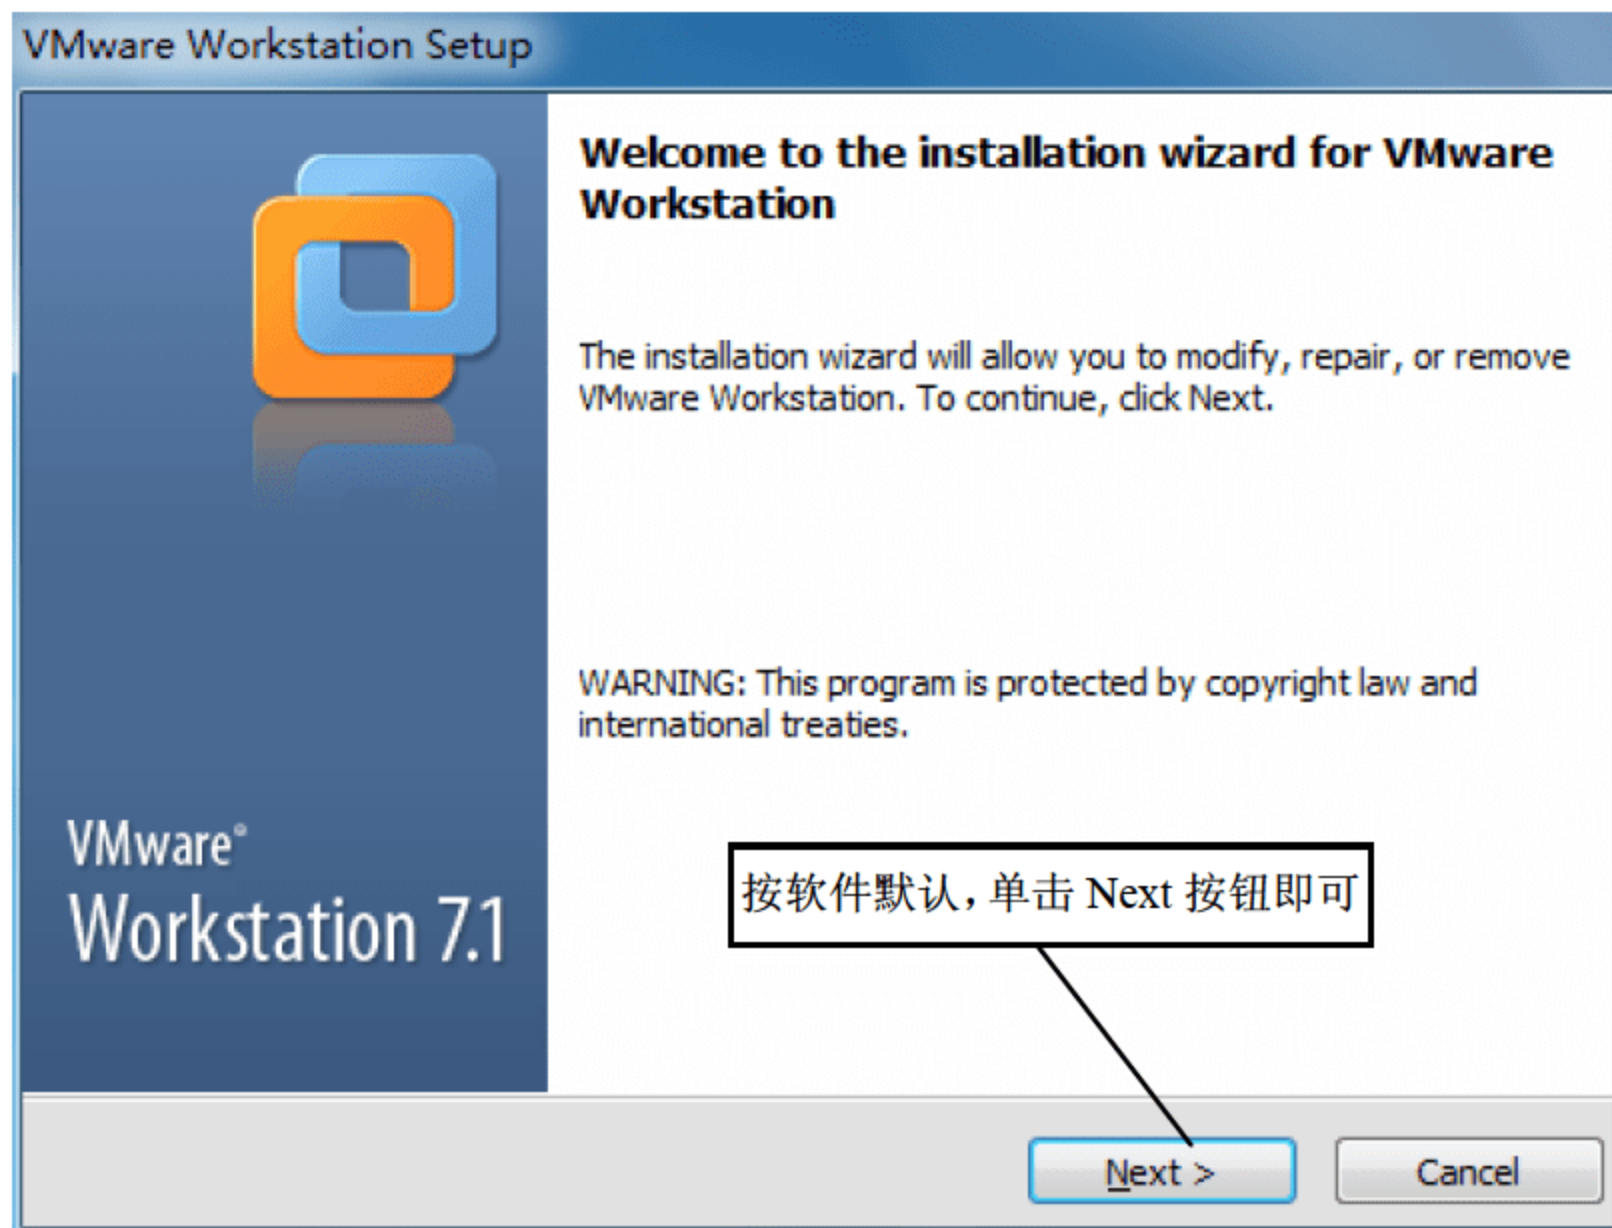 VMware Workstation Setup
Welcome to the installation wizard for VMware
Workstation
The installation wizard will allow you to modify, repair, or remove
VMware Workstation. To continue, click Next.
WARNING: This program is protected by copyright law and
international treaties.
VMware®
Workstation 7.1
按软件默认，单击 Next 按钮即可
Next >
Cancel